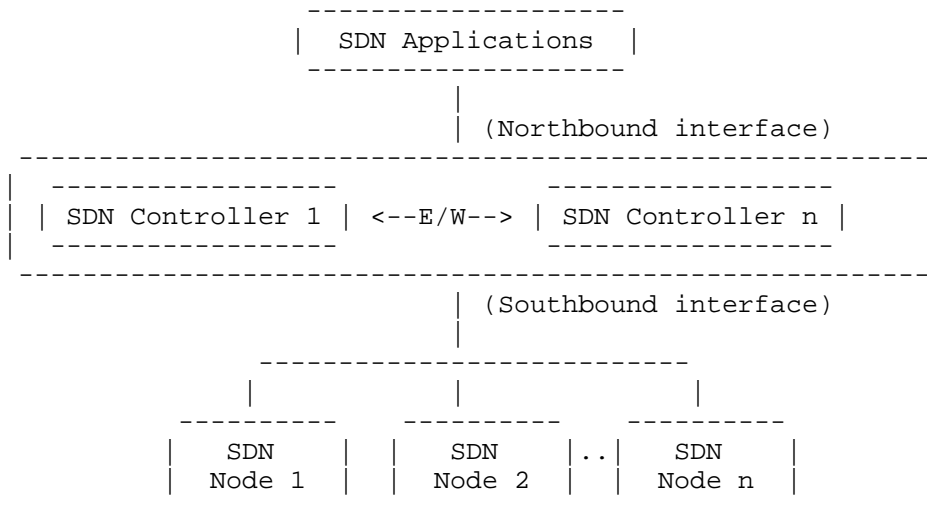 SDN Applications
(Northbound interface)
SDN Controller 1 <--E/W--> SDN Controller n
(Southbound interface)
SDN SDN .. SDN
Node 1 Node 2 Node n